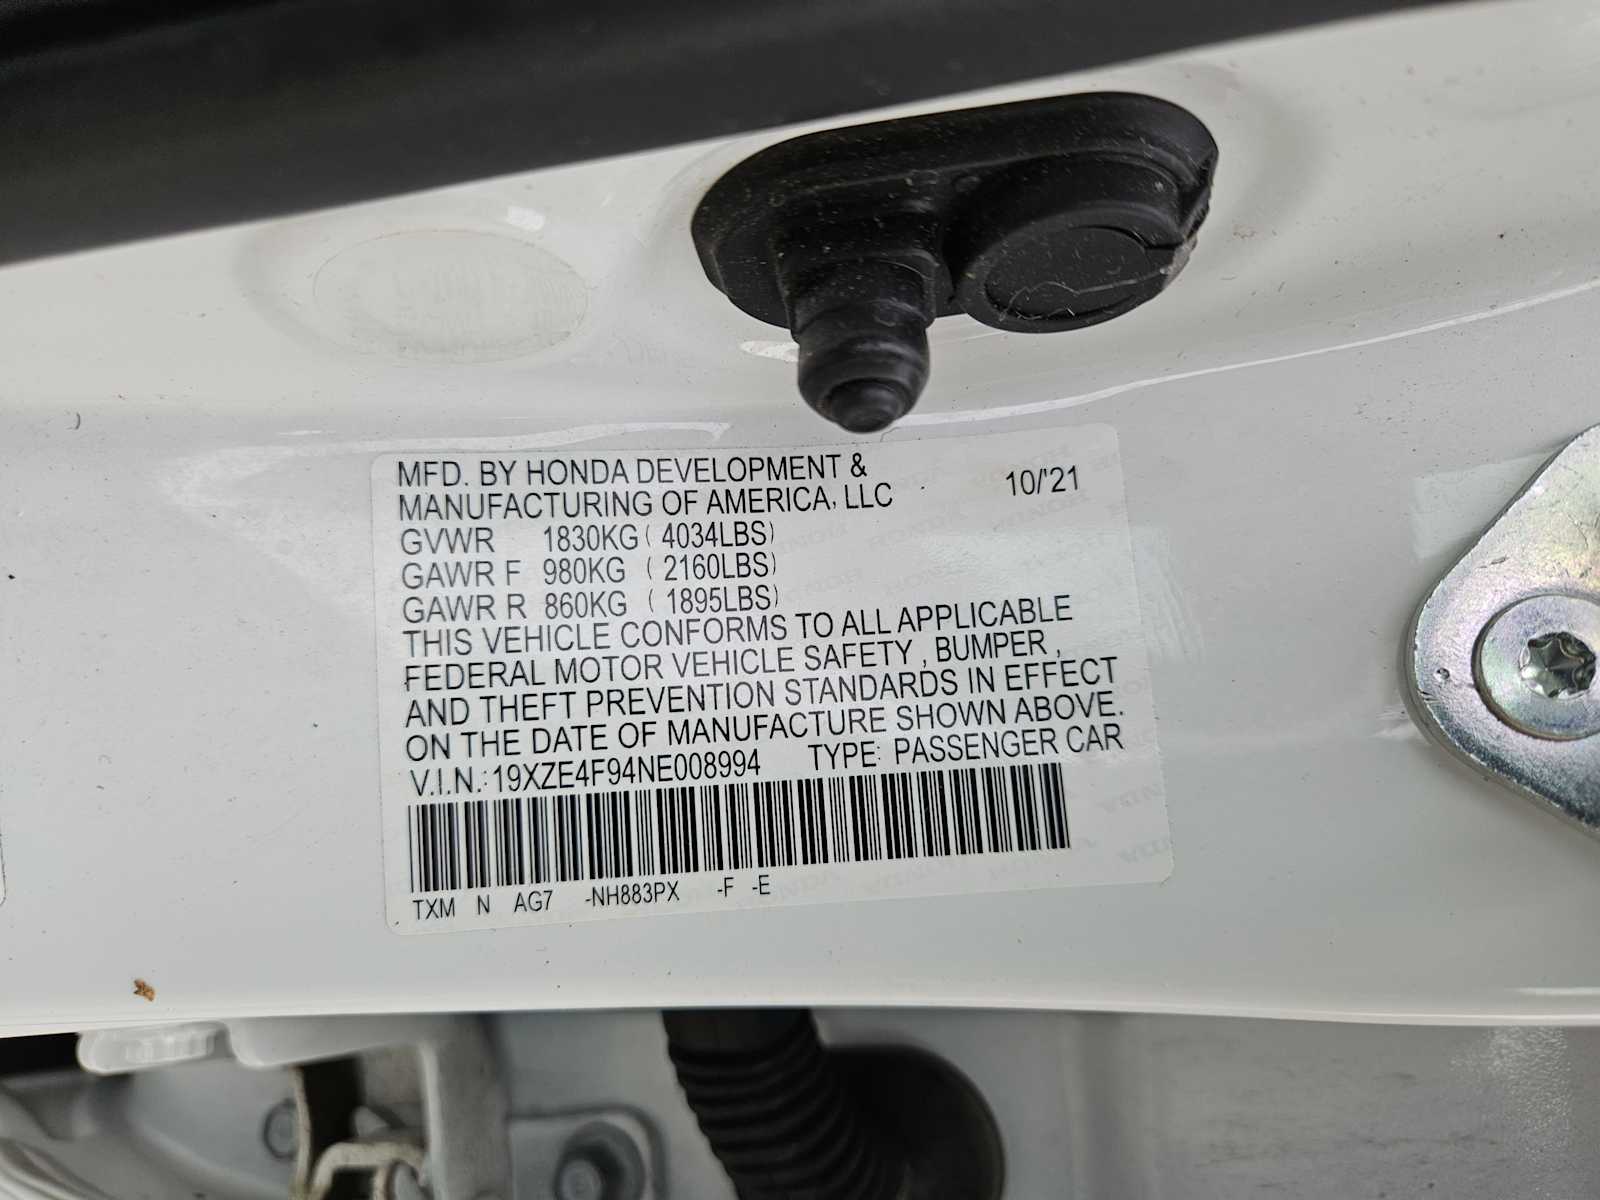 MFD. BY HONDA DEVELOPMENT &
MANUFACTURING OF AMERICA, LLC 10/'21
GVWR 1830KG ( 4034LBS)
GAWR F 980KG ( 2160LBS)
GAWR R 860KG ( 1895LBS)
THIS VEHICLE CONFORMS TO ALL APPLICABLE
FEDERAL MOTOR VEHICLE SAFETY , BUMPER ,
AND THEFT PREVENTION STANDARDS IN EFFECT
ON THE DATE OF MANUFACTURE SHOWN ABOVE.
V.I.N.: 19XZE4F94NE008994 TYPE: PASSENGER CAR
TXM N AG7 -NH883PX -F -E